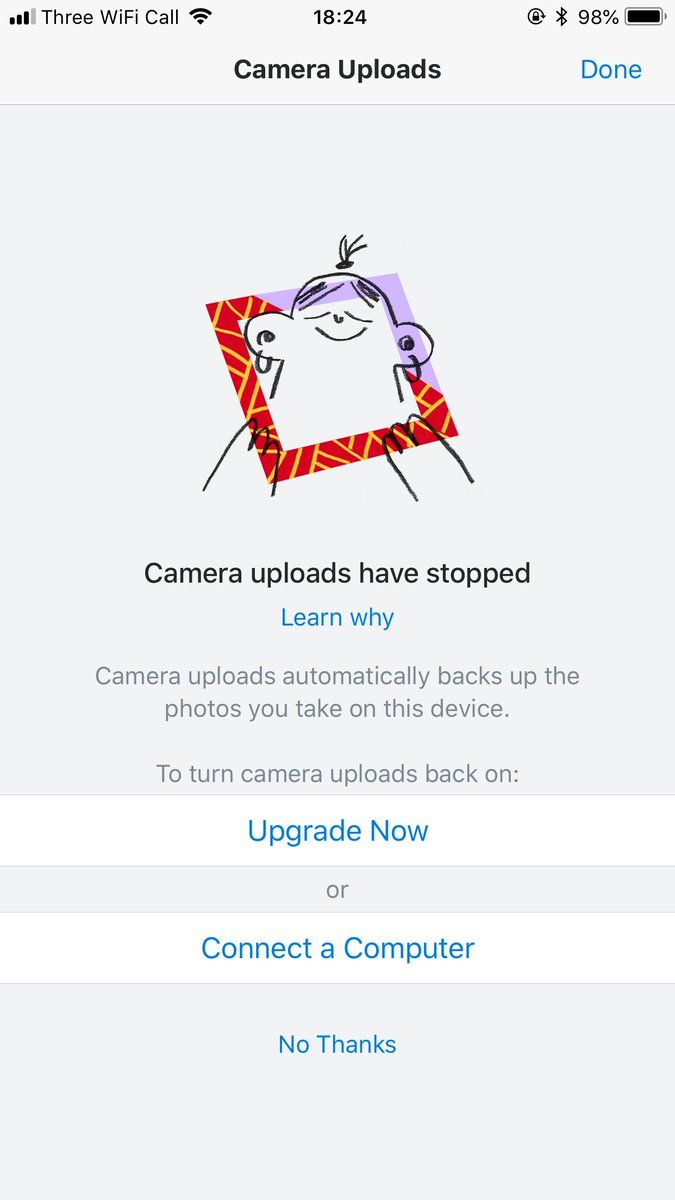 Three WiFi Call 18:24 98%
Camera Uploads Done
Camera uploads have stopped
Learn why
Camera uploads automatically backs up the
photos you take on this device.
To turn camera uploads back on:
Upgrade Now
or
Connect a Computer
No Thanks